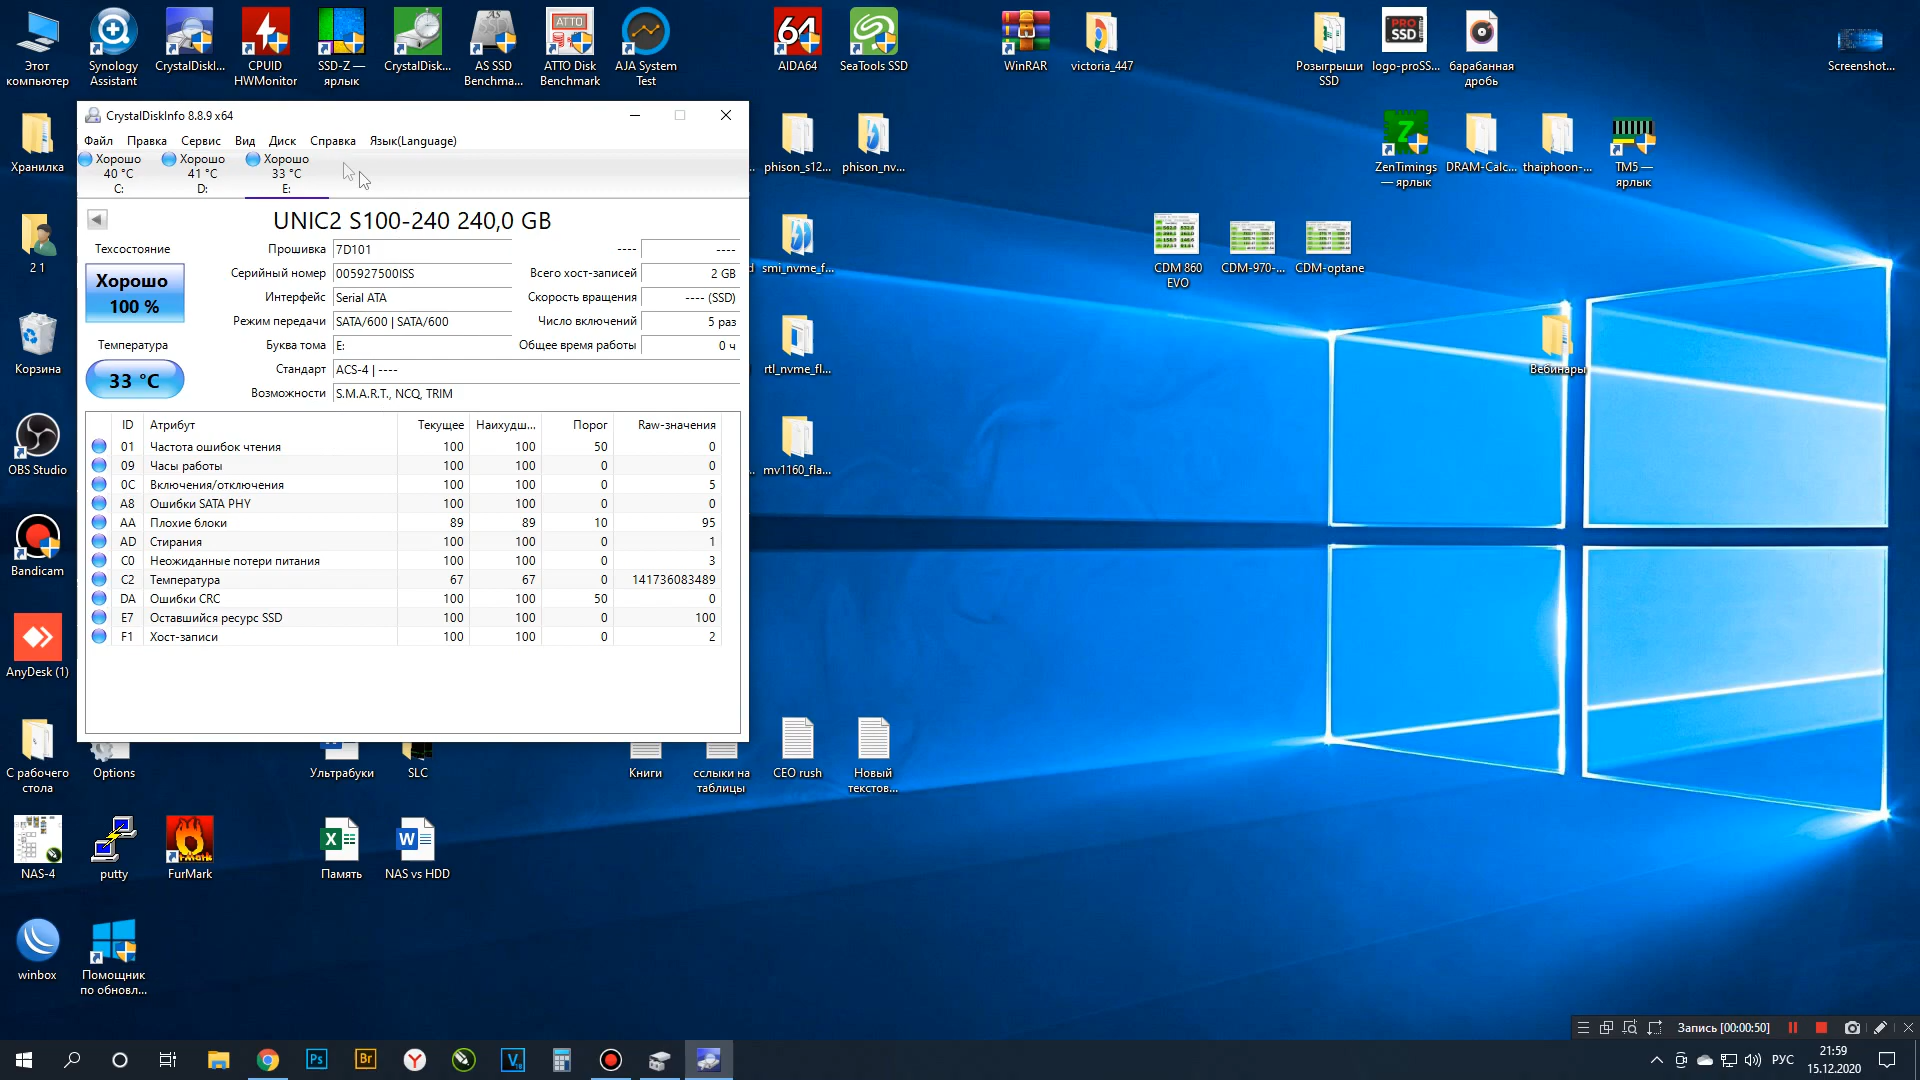 Этот компьютер
Synology Assistant
CrystalDiskI...
CPUID HWMonitor
SSD-Z — ярлык
CrystalDisk...
AS SSD Benchma...
ATTO Disk Benchmark
AJA System Test
64
AIDA64
SeaTools SSD
WinRAR
victoria_447
Розыгрыши SSD
PRO SSD
logo-proSS...
барабанная дробь
Screenshot...
CrystalDiskInfo 8.8.9 x64
Файл Правка Сервис Вид Диск Справка Язык(Language)
Хорошо 40 °C C:
Хорошо 41 °C D:
Хорошо 33 °C E:
UNIC2 S100-240 240,0 GB
Техсостояние
Хорошо
100 %
Температура
33 °C
Прошивка 7D101 ---- ----
Серийный номер 005927500ISS Всего хост-записей 2 GB
Интерфейс Serial ATA Скорость вращения ---- (SSD)
Режим передачи SATA/600 | SATA/600 Число включений 5 раз
Буква тома E: Общее время работы 0 ч
Стандарт ACS-4 | ----
Возможности S.M.A.R.T., NCQ, TRIM
ID Атрибут Текущее Наихудш... Порог Raw-значения
01 Частота ошибок чтения 100 100 50 0
09 Часы работы 100 100 0 0
0C Включения/отключения 100 100 0 5
A8 Ошибки SATA PHY 100 100 0 0
AA Плохие блоки 89 89 10 95
AD Стирания 100 100 0 1
C0 Неожиданные потери питания 100 100 0 3
C2 Температура 67 67 0 141736083489
DA Ошибки CRC 100 100 50 0
E7 Оставшийся ресурс SSD 100 100 0 100
F1 Хост-записи 100 100 0 2
Хранилка
2 1
Корзина
OBS Studio
Bandicam
AnyDesk (1)
phison_s12...
phison_nv...
smi_nvme_f...
rtl_nvme_fl...
mv1160_fla...
ZenTimings — ярлык
DRAM-Calc...
thaiphoon-...
TM5 — ярлык
CDM 860 EVO
CDM-970-...
CDM-optane
Вебинары
С рабочего стола
Options
Ультрабуки
SLC
Книги
сслыки на таблицы
CEO rush
Новый текстов...
NAS-4
putty
FurMark
Память
NAS vs HDD
winbox
Помощник по обновл...
Запись [00:00:50]
Ps
Br
РУС
21:59
15.12.2020